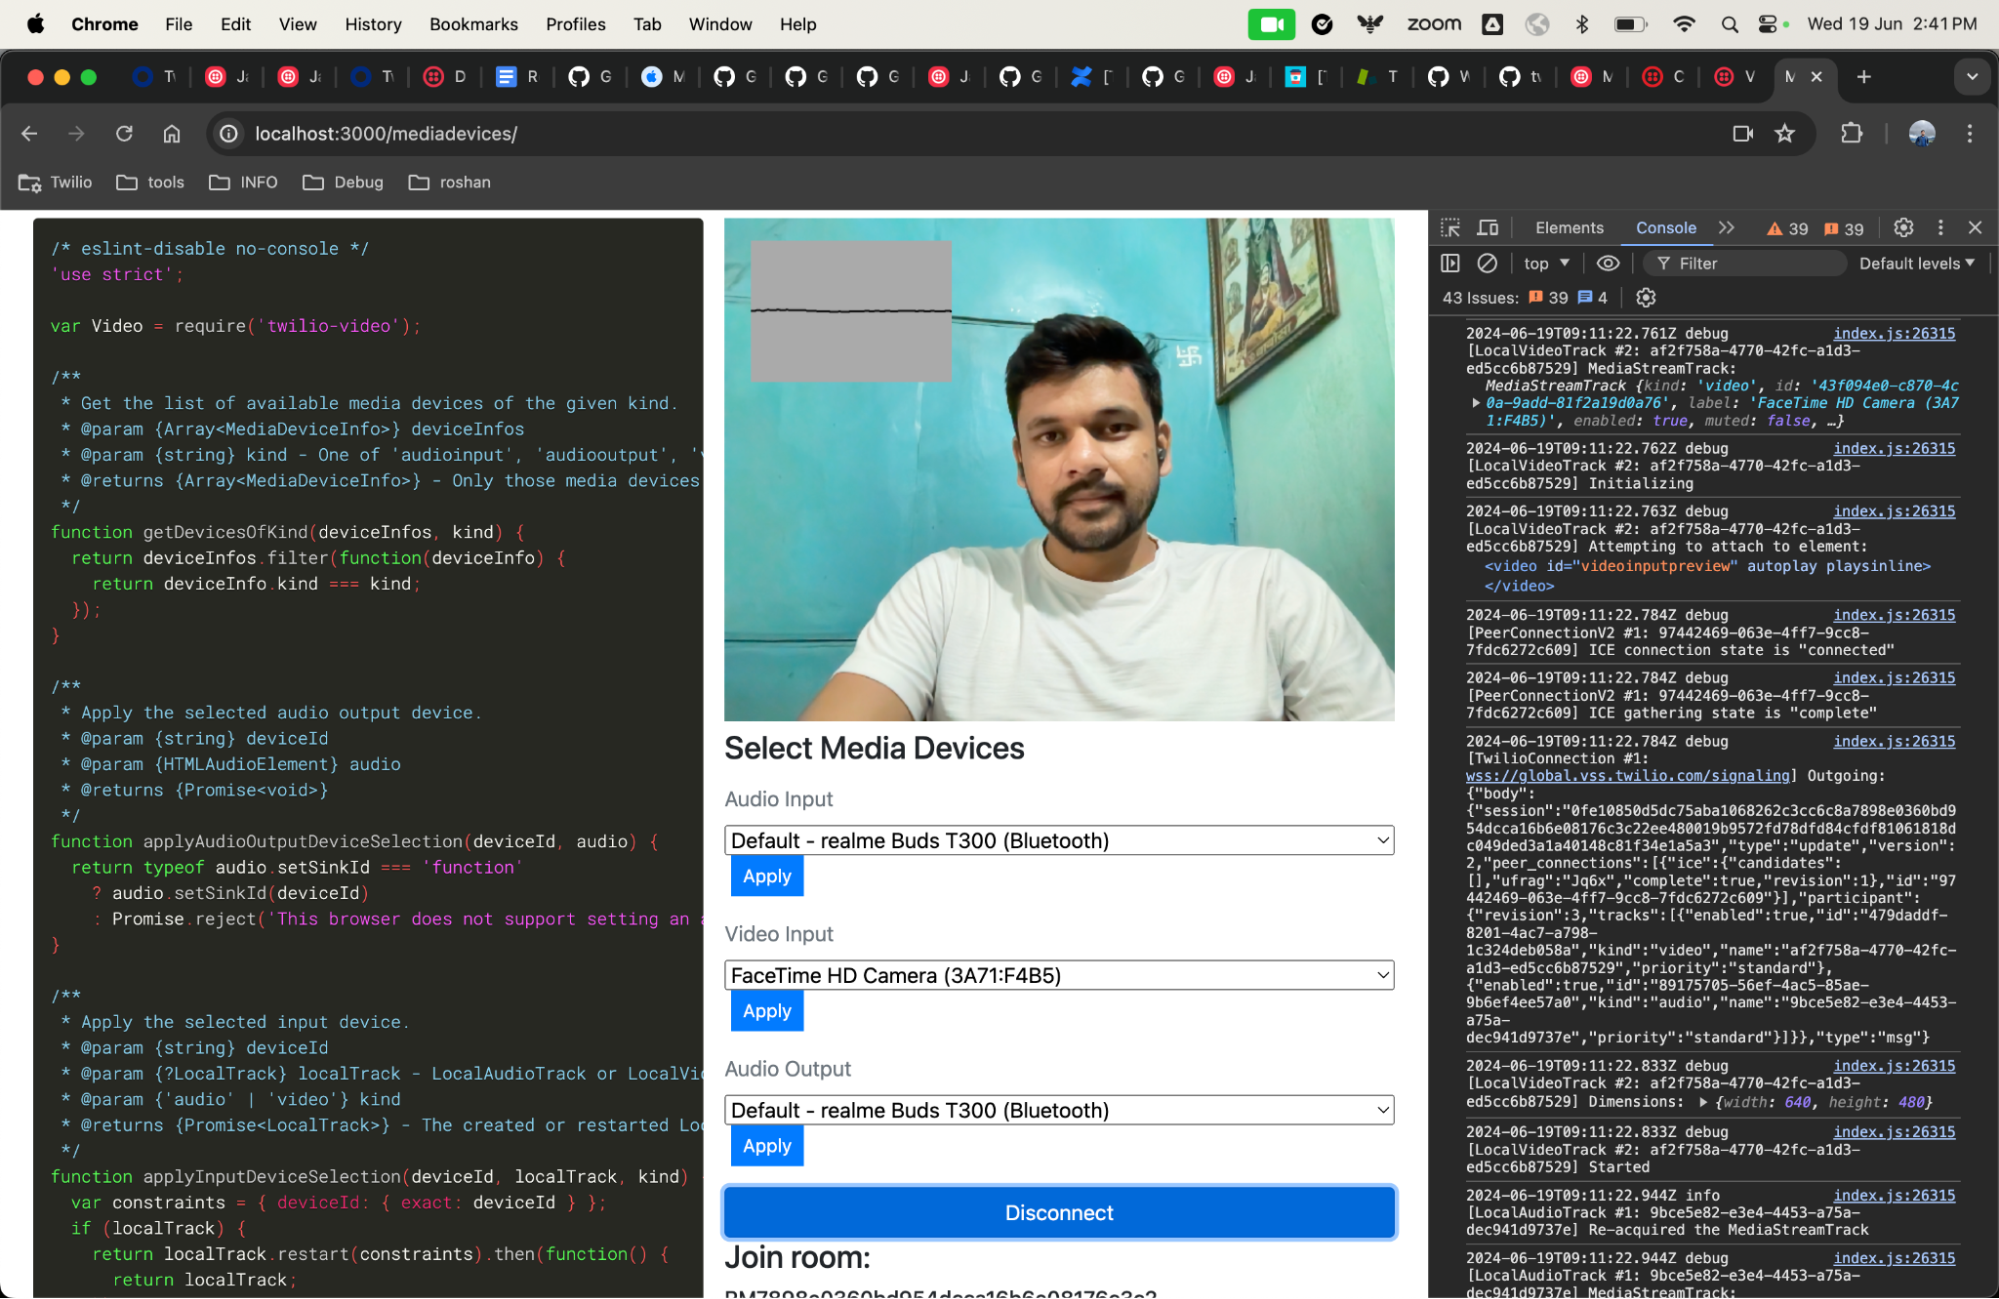 Chrome File Edit View History Bookmarks Profiles Tab Window Help zoom Wed 19 Jun 2:41 PM
localhost:3000/mediadevices/
Twilio tools INFO Debug roshan
/* eslint-disable no-console */
'use strict';
var Video = require('twilio-video');
/**
* Get the list of available media devices of the given kind.
* @param {Array<MediaDeviceInfo>} deviceInfos
* @param {string} kind - One of 'audioinput', 'audiooutput',
* @returns {Array<MediaDeviceInfo>} - Only those media devices
*/
function getDevicesOfKind(deviceInfos, kind) {
return deviceInfos.filter(function(deviceInfo) {
return deviceInfo.kind === kind;
});
}
/**
* Apply the selected audio output device.
* @param {string} deviceId
* @param {HTMLAudioElement} audio
* @returns {Promise<void>}
*/
function applyAudioOutputDeviceSelection(deviceId, audio) {
return typeof audio.setSinkId === 'function'
? audio.setSinkId(deviceId)
: Promise.reject('This browser does not support setting an
}
/**
* Apply the selected input device.
* @param {string} deviceId
* @param {?LocalTrack} localTrack - LocalAudioTrack or
* @param {'audio' | 'video'} kind
* @returns {Promise<LocalTrack>} - The created or restarted
*/
function applyInputDeviceSelection(deviceId, localTrack, kind)
var constraints = { deviceId: { exact: deviceId } };
if (localTrack) {
return localTrack.restart(constraints).then(function() {
return localTrack;
Select Media Devices
Audio Input
Default - realme Buds T300 (Bluetooth)
Apply
Video Input
FaceTime HD Camera (3A71:F4B5)
Apply
Audio Output
Default - realme Buds T300 (Bluetooth)
Apply
Disconnect
Join room:
Elements Console 39 39
top Filter Default levels
43 Issues: 39 4
2024-06-19T09:11:22.761Z debug index.js:26315
[LocalVideoTrack #2: af2f758a-4770-42fc-a1d3-
ed5cc6b87529] MediaStreamTrack:
MediaStreamTrack {kind: 'video', id: '43f094e0-c870-4c
0a-9add-81f2a19d0a76', label: 'FaceTime HD Camera (3A7
1:F4B5)', enabled: true, muted: false, …}
2024-06-19T09:11:22.762Z debug index.js:26315
[LocalVideoTrack #2: af2f758a-4770-42fc-a1d3-
ed5cc6b87529] Initializing
2024-06-19T09:11:22.763Z debug index.js:26315
[LocalVideoTrack #2: af2f758a-4770-42fc-a1d3-
ed5cc6b87529] Attempting to attach to element:
<video id="videoinputpreview" autoplay playsinline>
</video>
2024-06-19T09:11:22.784Z debug index.js:26315
[PeerConnectionV2 #1: 97442469-063e-4ff7-9cc8-
7fdc6272c609] ICE connection state is "connected"
2024-06-19T09:11:22.784Z debug index.js:26315
[PeerConnectionV2 #1: 97442469-063e-4ff7-9cc8-
7fdc6272c609] ICE gathering state is "complete"
2024-06-19T09:11:22.784Z debug index.js:26315
[TwilioConnection #1:
wss://global.vss.twilio.com/signaling] Outgoing:
{"body":
{"session":"0fe10850d5dc75aba1068262c3cc6c8a7898e0360bd9
54dcca16b6e08176c3c22ee480019b9572fd78dfd84cfdf81061818d
c049ded3a1a40148c81f34e1a5a3","type":"update","version":
2,"peer_connections":[{"ice":{"candidates":
[],"ufrag":"Jq6x","complete":true,"revision":1},"id":"97
442469-063e-4ff7-9cc8-7fdc6272c609"}],"participant":
{"revision":3,"tracks":[{"enabled":true,"id":"479daddf-
8201-4ac7-a798-
1c324deb058a","kind":"video","name":"af2f758a-4770-42fc-
a1d3-ed5cc6b87529","priority":"standard"},
{"enabled":true,"id":"89175705-56ef-4ac5-85ae-
9b6ef4ee57a0","kind":"audio","name":"9bce5e82-e3e4-4453-
a75a-
dec941d9737e","priority":"standard"}]}},"type":"msg"}
2024-06-19T09:11:22.833Z debug index.js:26315
[LocalVideoTrack #2: af2f758a-4770-42fc-a1d3-
ed5cc6b87529] Dimensions: {width: 640, height: 480}
2024-06-19T09:11:22.833Z debug index.js:26315
[LocalVideoTrack #2: af2f758a-4770-42fc-a1d3-
ed5cc6b87529] Started
2024-06-19T09:11:22.944Z info index.js:26315
[LocalAudioTrack #1: 9bce5e82-e3e4-4453-a75a-
dec941d9737e] Re-acquired the MediaStreamTrack
2024-06-19T09:11:22.944Z debug index.js:26315
[LocalAudioTrack #1: 9bce5e82-e3e4-4453-a75a-
dec941d9737e] MediaStreamTrack: